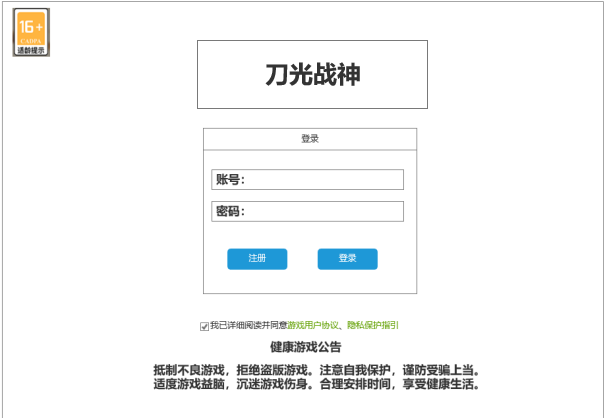 16+
CADPA
适龄提示
刀光战神
登录
账号：
密码：
注册 登录
我已详细阅读并同意游戏用户协议、隐私保护指引
健康游戏公告
抵制不良游戏，拒绝盗版游戏。注意自我保护，谨防受骗上当。
适度游戏益脑，沉迷游戏伤身。合理安排时间，享受健康生活。